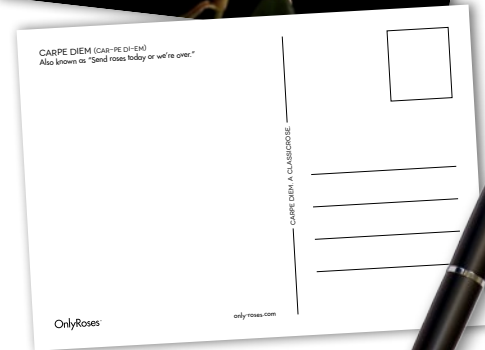 CARPE DIEM (CAR-PE DI-EM)
Also known as "Send roses today or we're over."
CARPE DIEM. A CLASSICROSE.
OnlyRoses
only-roses.com